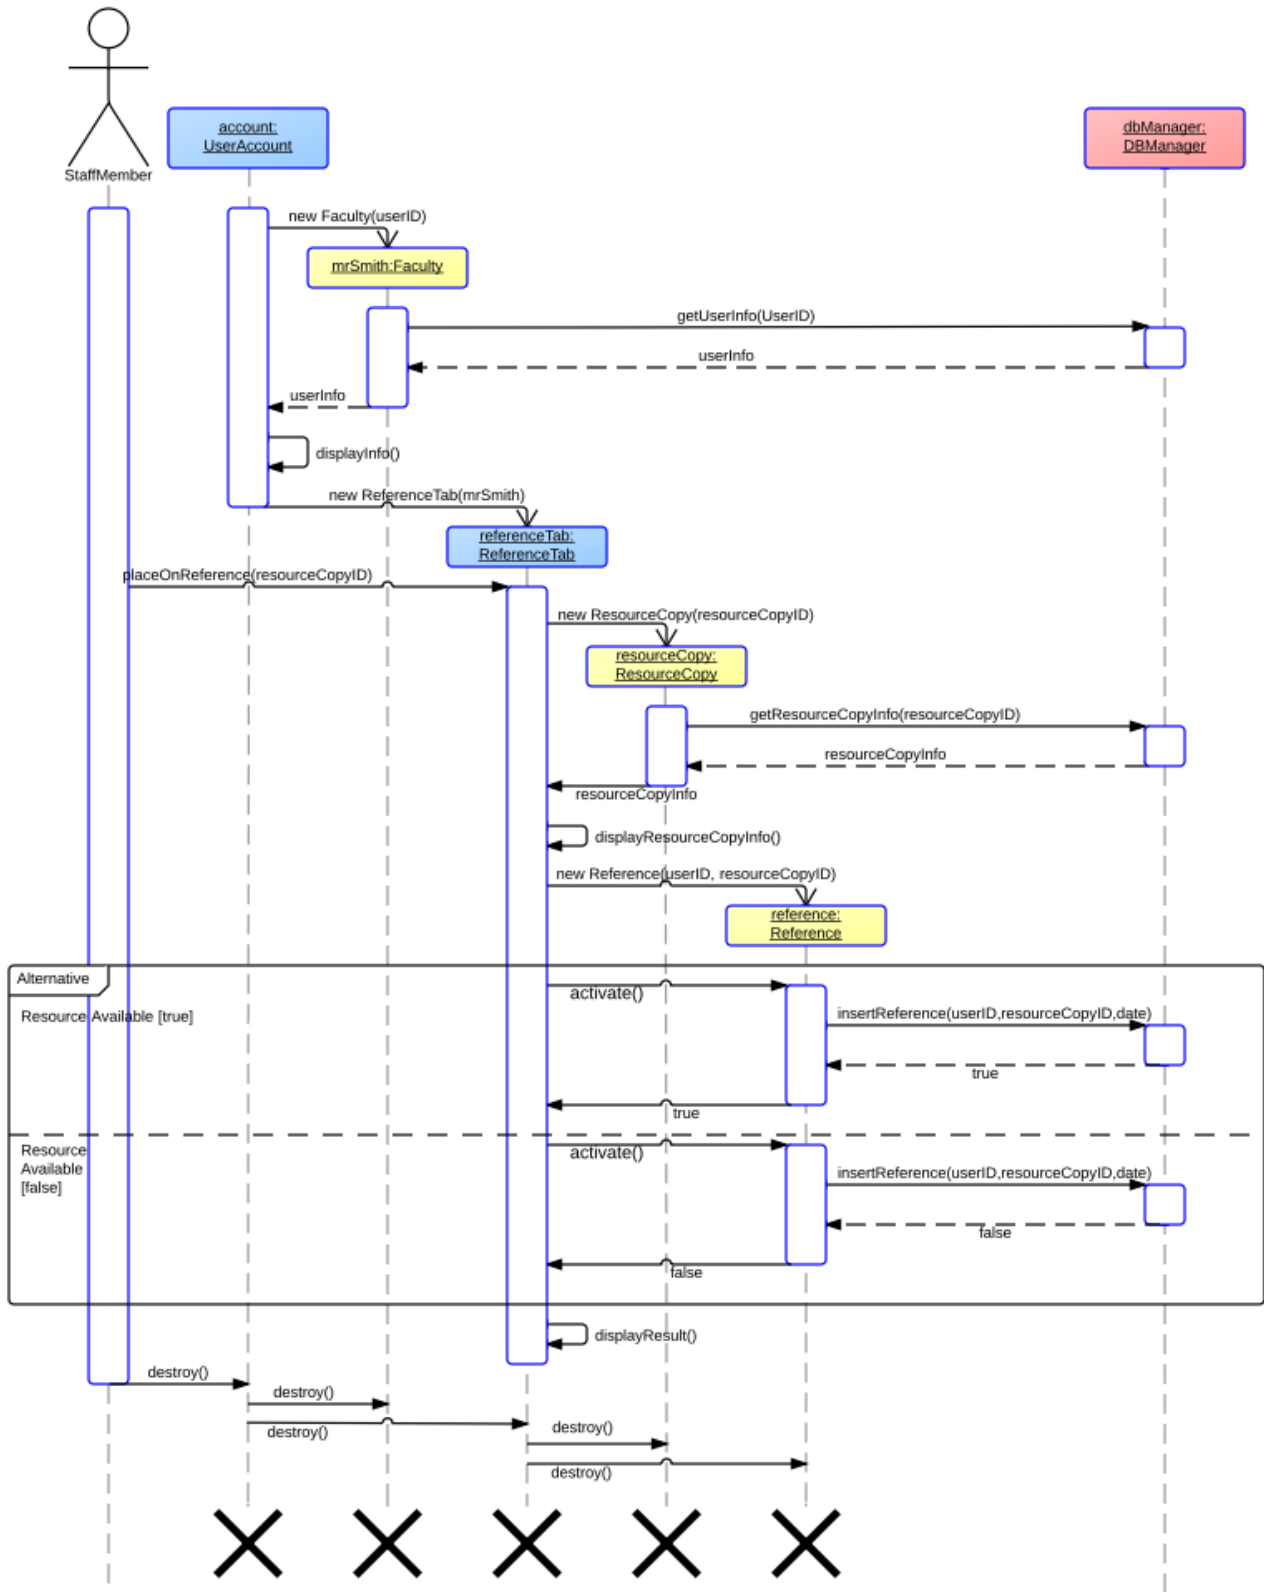 StaffMember
account:
UserAccount
dbManager:
DBManager
new Faculty(userID)
mrSmith:Faculty
getUserInfo(UserID)
userInfo
userInfo
displayInfo()
new ReferenceTab(mrSmith)
referenceTab:
ReferenceTab
placeOnReference(resourceCopyID)
new ResourceCopy(resourceCopyID)
resourceCopy:
ResourceCopy
getResourceCopyInfo(resourceCopyID)
resourceCopyInfo
resourceCopyInfo
displayResourceCopyInfo()
new Reference(userID, resourceCopyID)
reference:
Reference
Alternative
activate()
Resource Available [true]
insertReference(userID,resourceCopyID,date)
true
true
Resource
Available
[false]
activate()
insertReference(userID,resourceCopyID,date)
false
false
displayResult()
destroy()
destroy()
destroy()
destroy()
destroy()